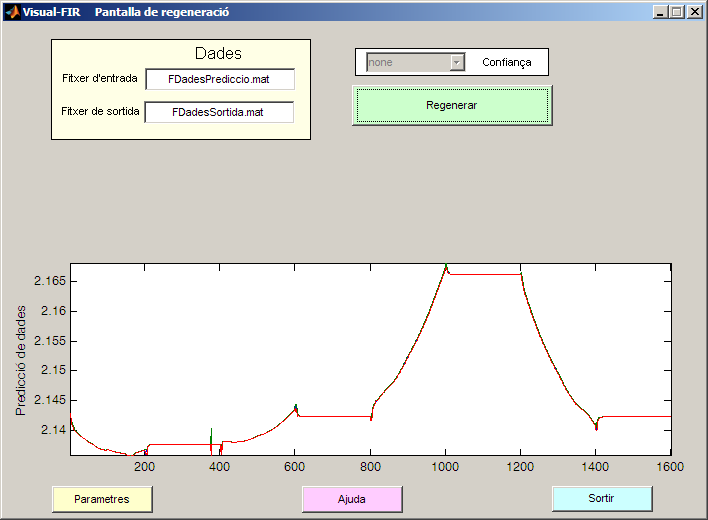 Visual-FIR Pantalla de regeneració
Dades
Fitxer d'entrada FDadesPrediccio.mat
Fitxer de sortida FDadesSortida.mat
none Confiança
Regenerar
Predicció de dades
2.165
2.16
2.155
2.15
2.145
2.14
200 400 600 800 1000 1200 1400 1600
Parametres Ajuda Sortir